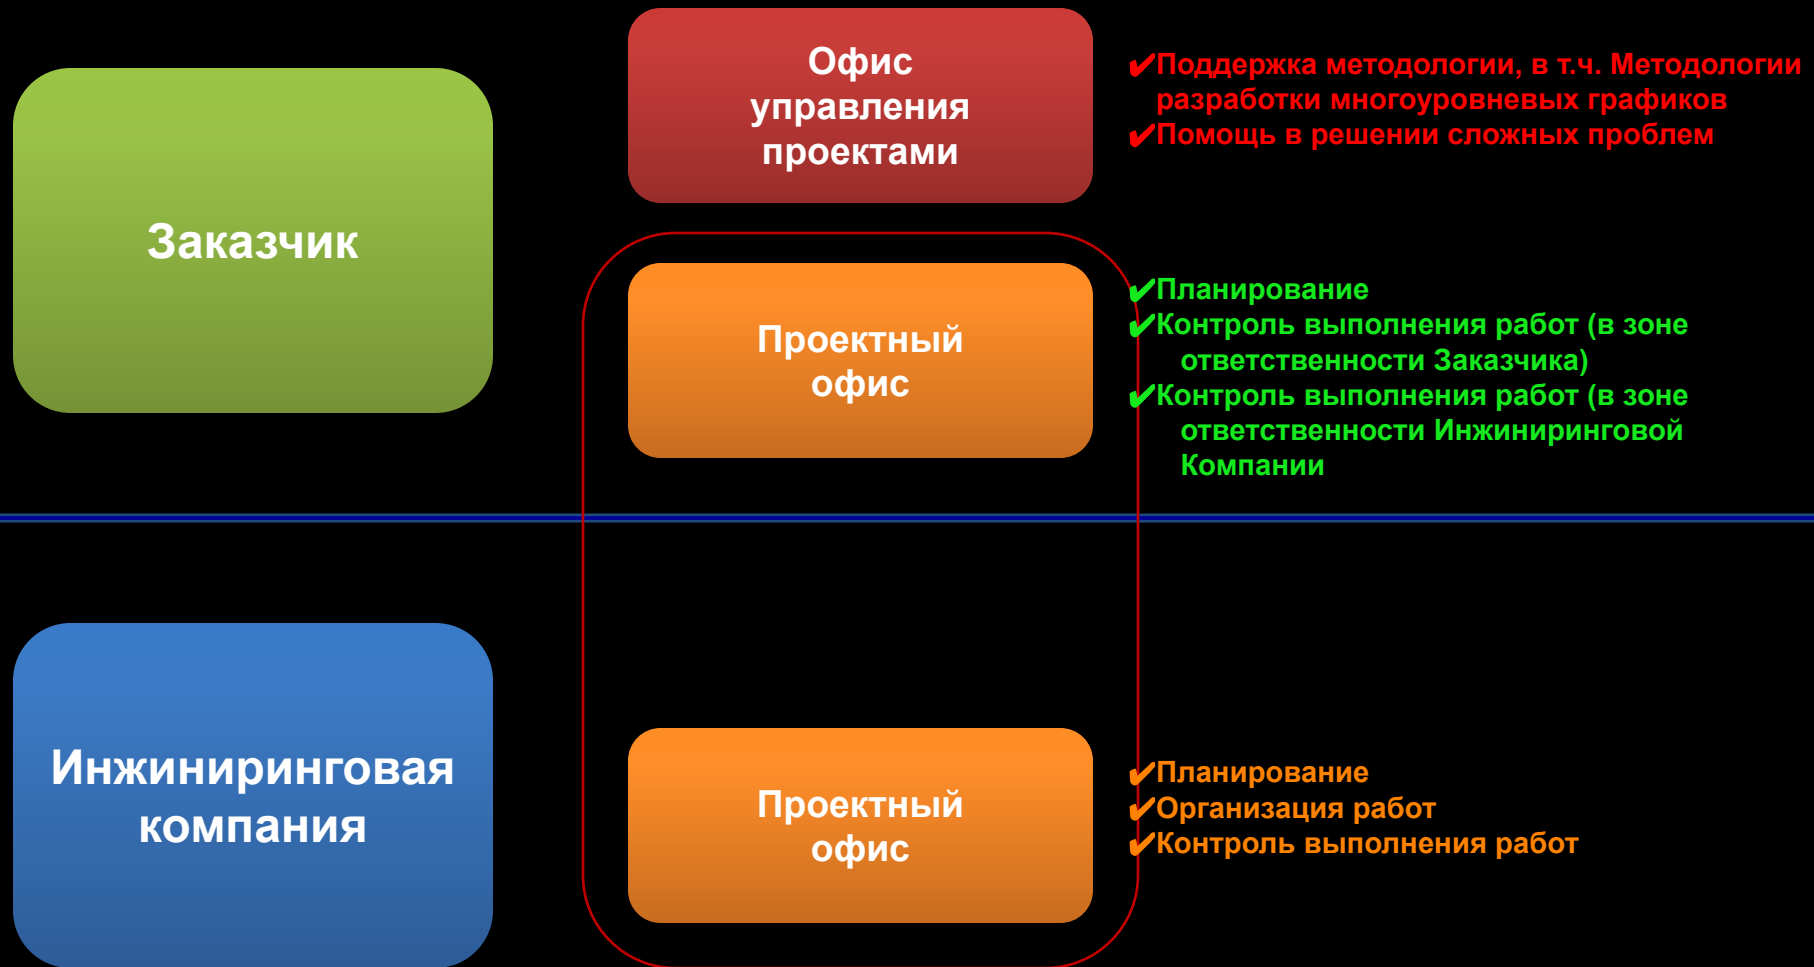 Заказчик
Офис
управления
проектами
✔Поддержка методологии, в т.ч. Методологии
разработки многоуровневых графиков
✔Помощь в решении сложных проблем
Проектный
офис
✔Планирование
✔Контроль выполнения работ (в зоне
ответственности Заказчика)
✔Контроль выполнения работ (в зоне
ответственности Инжиниринговой
Компании
Инжиниринговая
компания
Проектный
офис
✔Планирование
✔Организация работ
✔Контроль выполнения работ